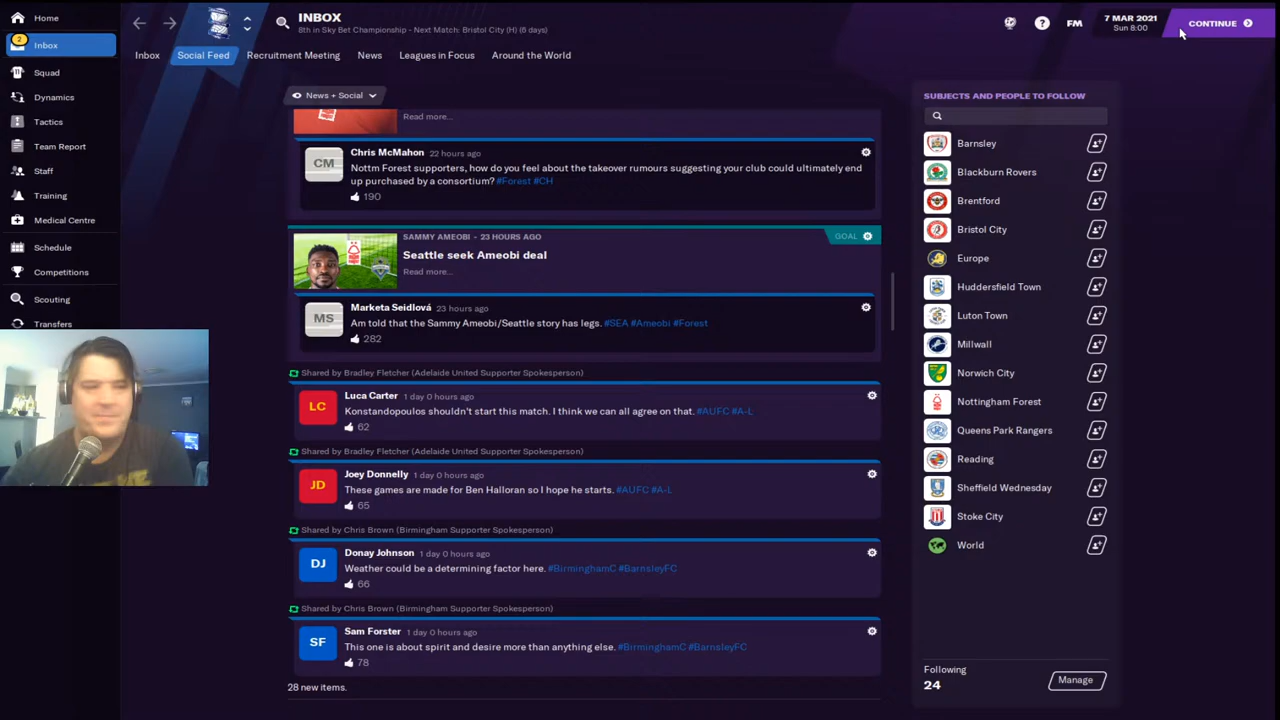 Home
INBOX
8th in Sky Bet Championship - Next Match: Bristol City (H) (6 days)
FM
7 MAR 2021
Sun 8:00
CONTINUE
2
Inbox
Inbox
Social Feed
Recruitment Meeting
News
Leagues in Focus
Around the World
Squad
Dynamics
Tactics
Team Report
Staff
Training
Medical Centre
Schedule
Competitions
Scouting
Transfers
News + Social
Read more...
CM
Chris McMahon 22 hours ago
Nottm Forest supporters, how do you feel about the takeover rumours suggesting your club could ultimately end
up purchased by a consortium? #Forest #CH
190
SAMMY AMEOBI - 23 HOURS AGO
GOAL
Seattle seek Ameobi deal
Read more...
MS
Marketa Seidlová 23 hours ago
Am told that the Sammy Ameobi/Seattle story has legs. #SEA #Ameobi #Forest
282
Shared by Bradley Fletcher (Adelaide United Supporter Spokesperson)
LC
Luca Carter 1 day 0 hours ago
Konstandopoulos shouldn't start this match. I think we can all agree on that. #AUFC #A-L
62
Shared by Bradley Fletcher (Adelaide United Supporter Spokesperson)
JD
Joey Donnelly 1 day 0 hours ago
These games are made for Ben Halloran so I hope he starts. #AUFC #A-L
65
Shared by Chris Brown (Birmingham Supporter Spokesperson)
DJ
Donay Johnson 1 day 0 hours ago
Weather could be a determining factor here. #BirminghamC #BarnsleyFC
66
Shared by Chris Brown (Birmingham Supporter Spokesperson)
SF
Sam Forster 1 day 0 hours ago
This one is about spirit and desire more than anything else. #BirminghamC #BarnsleyFC
78
28 new items.
SUBJECTS AND PEOPLE TO FOLLOW
Barnsley
Blackburn Rovers
Brentford
Bristol City
Europe
Huddersfield Town
Luton Town
Millwall
Norwich City
Nottingham Forest
Queens Park Rangers
Reading
Sheffield Wednesday
Stoke City
World
Following
24
Manage